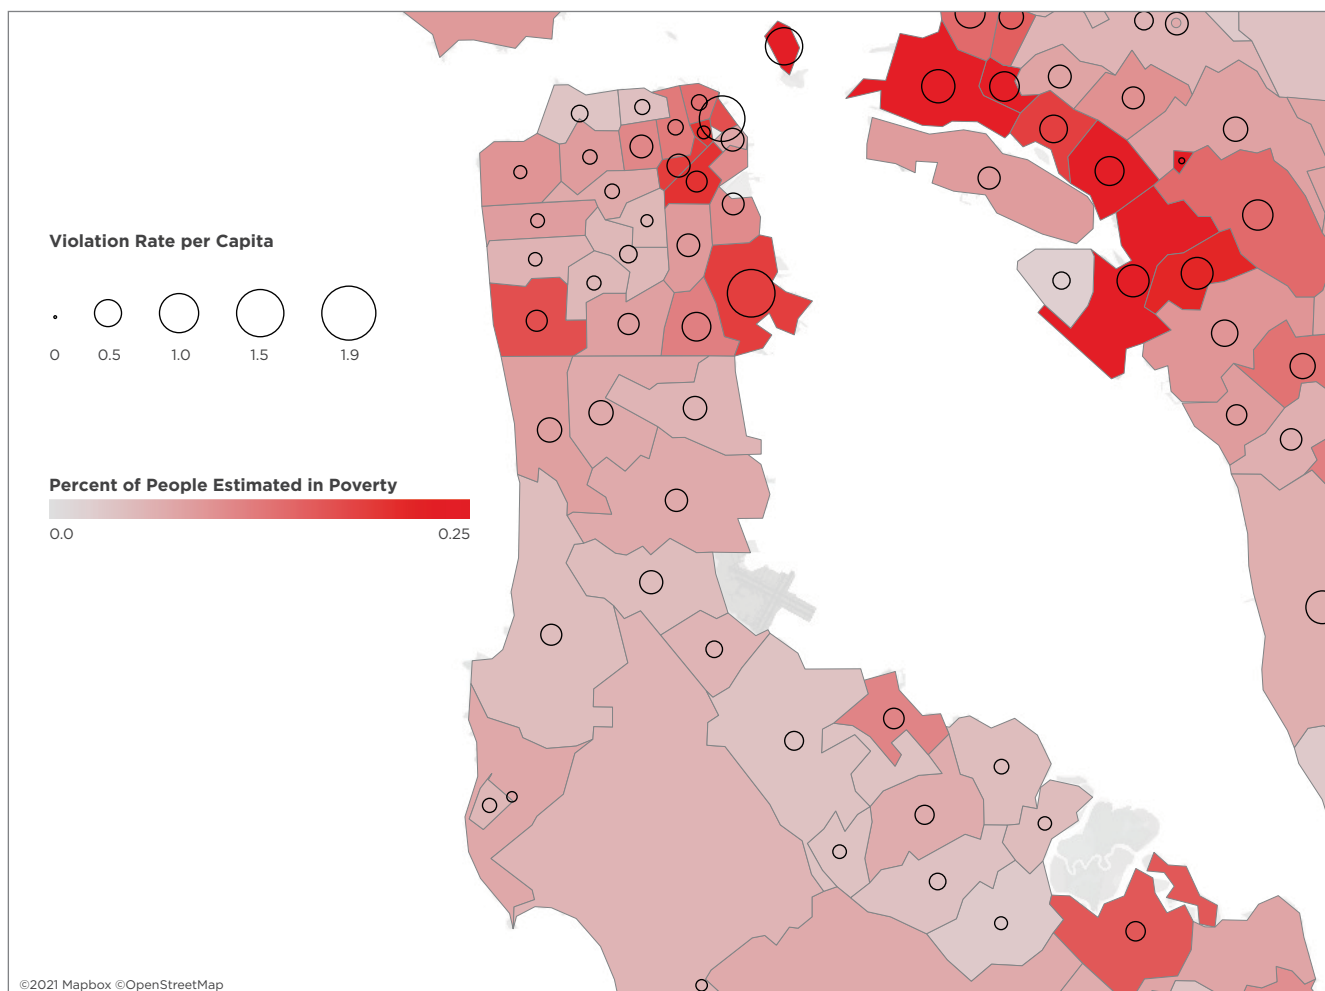 Violation Rate per Capita
0 0.5 1.0 1.5 1.9
Percent of People Estimated in Poverty
0.0 0.25
©2021 Mapbox ©OpenStreetMap